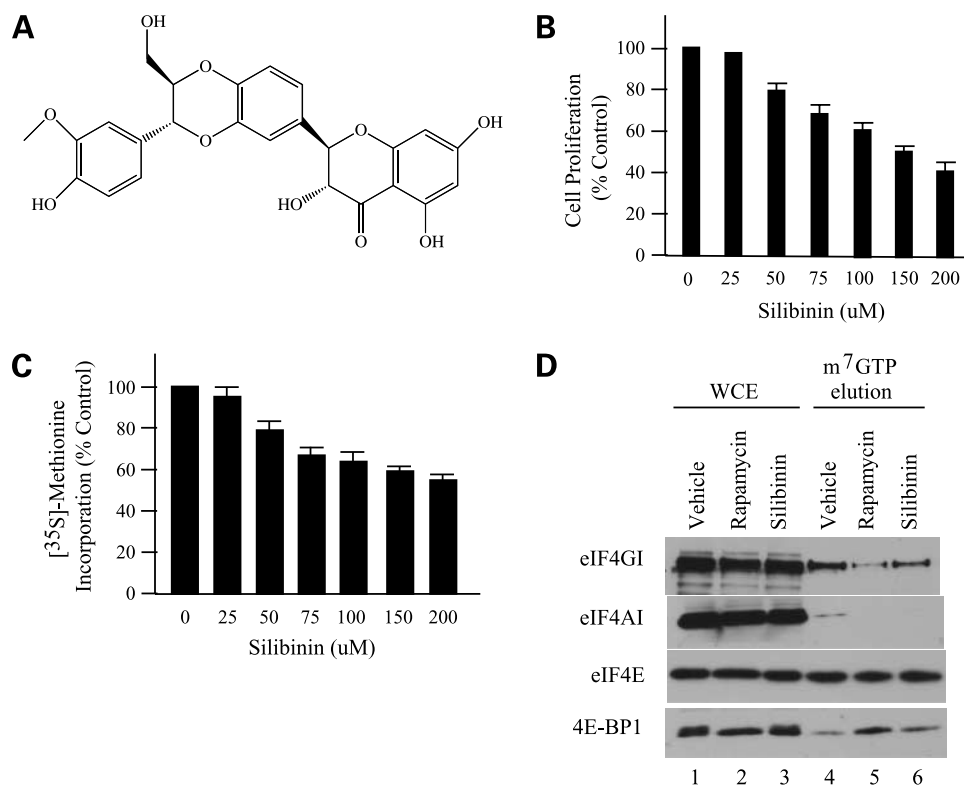 A
OH
O
O
O
HO
O
HO
O
OH
OH
B
Cell Proliferation
(% Control)
100
80
60
40
20
0
0 25 50 75 100 150 200
Silibinin (uM)
C
[35S]-Methionine
Incorporation (% Control)
100
80
60
40
20
0
0 25 50 75 100 150 200
Silibinin (uM)
D
WCE
m7GTP
elution
Vehicle
Rapamycin
Silibinin
Vehicle
Rapamycin
Silibinin
eIF4GI
eIF4AI
eIF4E
4E-BP1
1 2 3 4 5 6